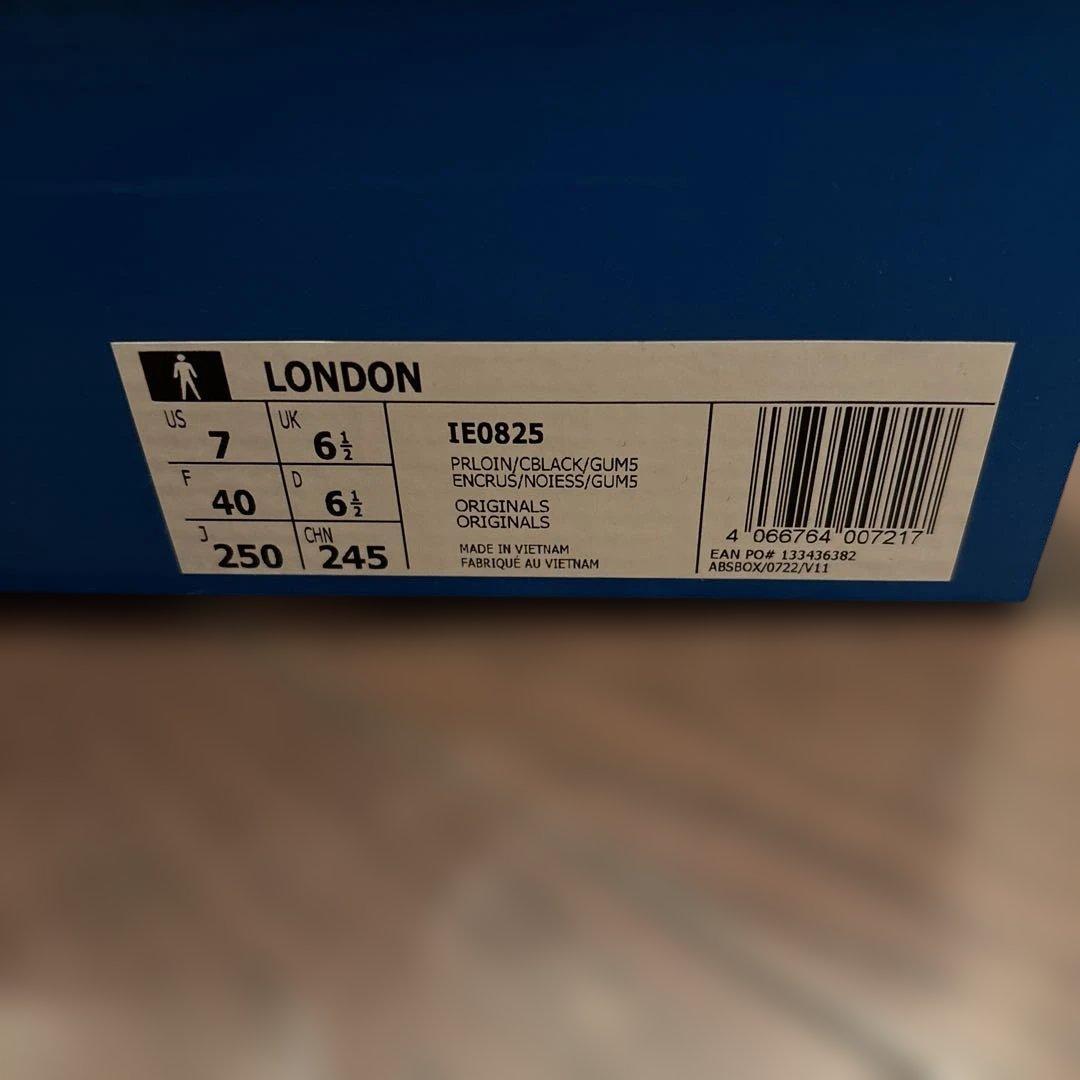 LONDON
US 7 UK 6½
F 40 D 6½
J 250 CHN 245
IE0825
PRLOIN/CBLACK/GUM5
ENCRUS/NOIESS/GUM5
ORIGINALS
ORIGINALS
MADE IN VIETNAM
FABRIQUÉ AU VIETNAM
4 066764 007217
EAN PO# 133436382
ABSBOX/0722/V11